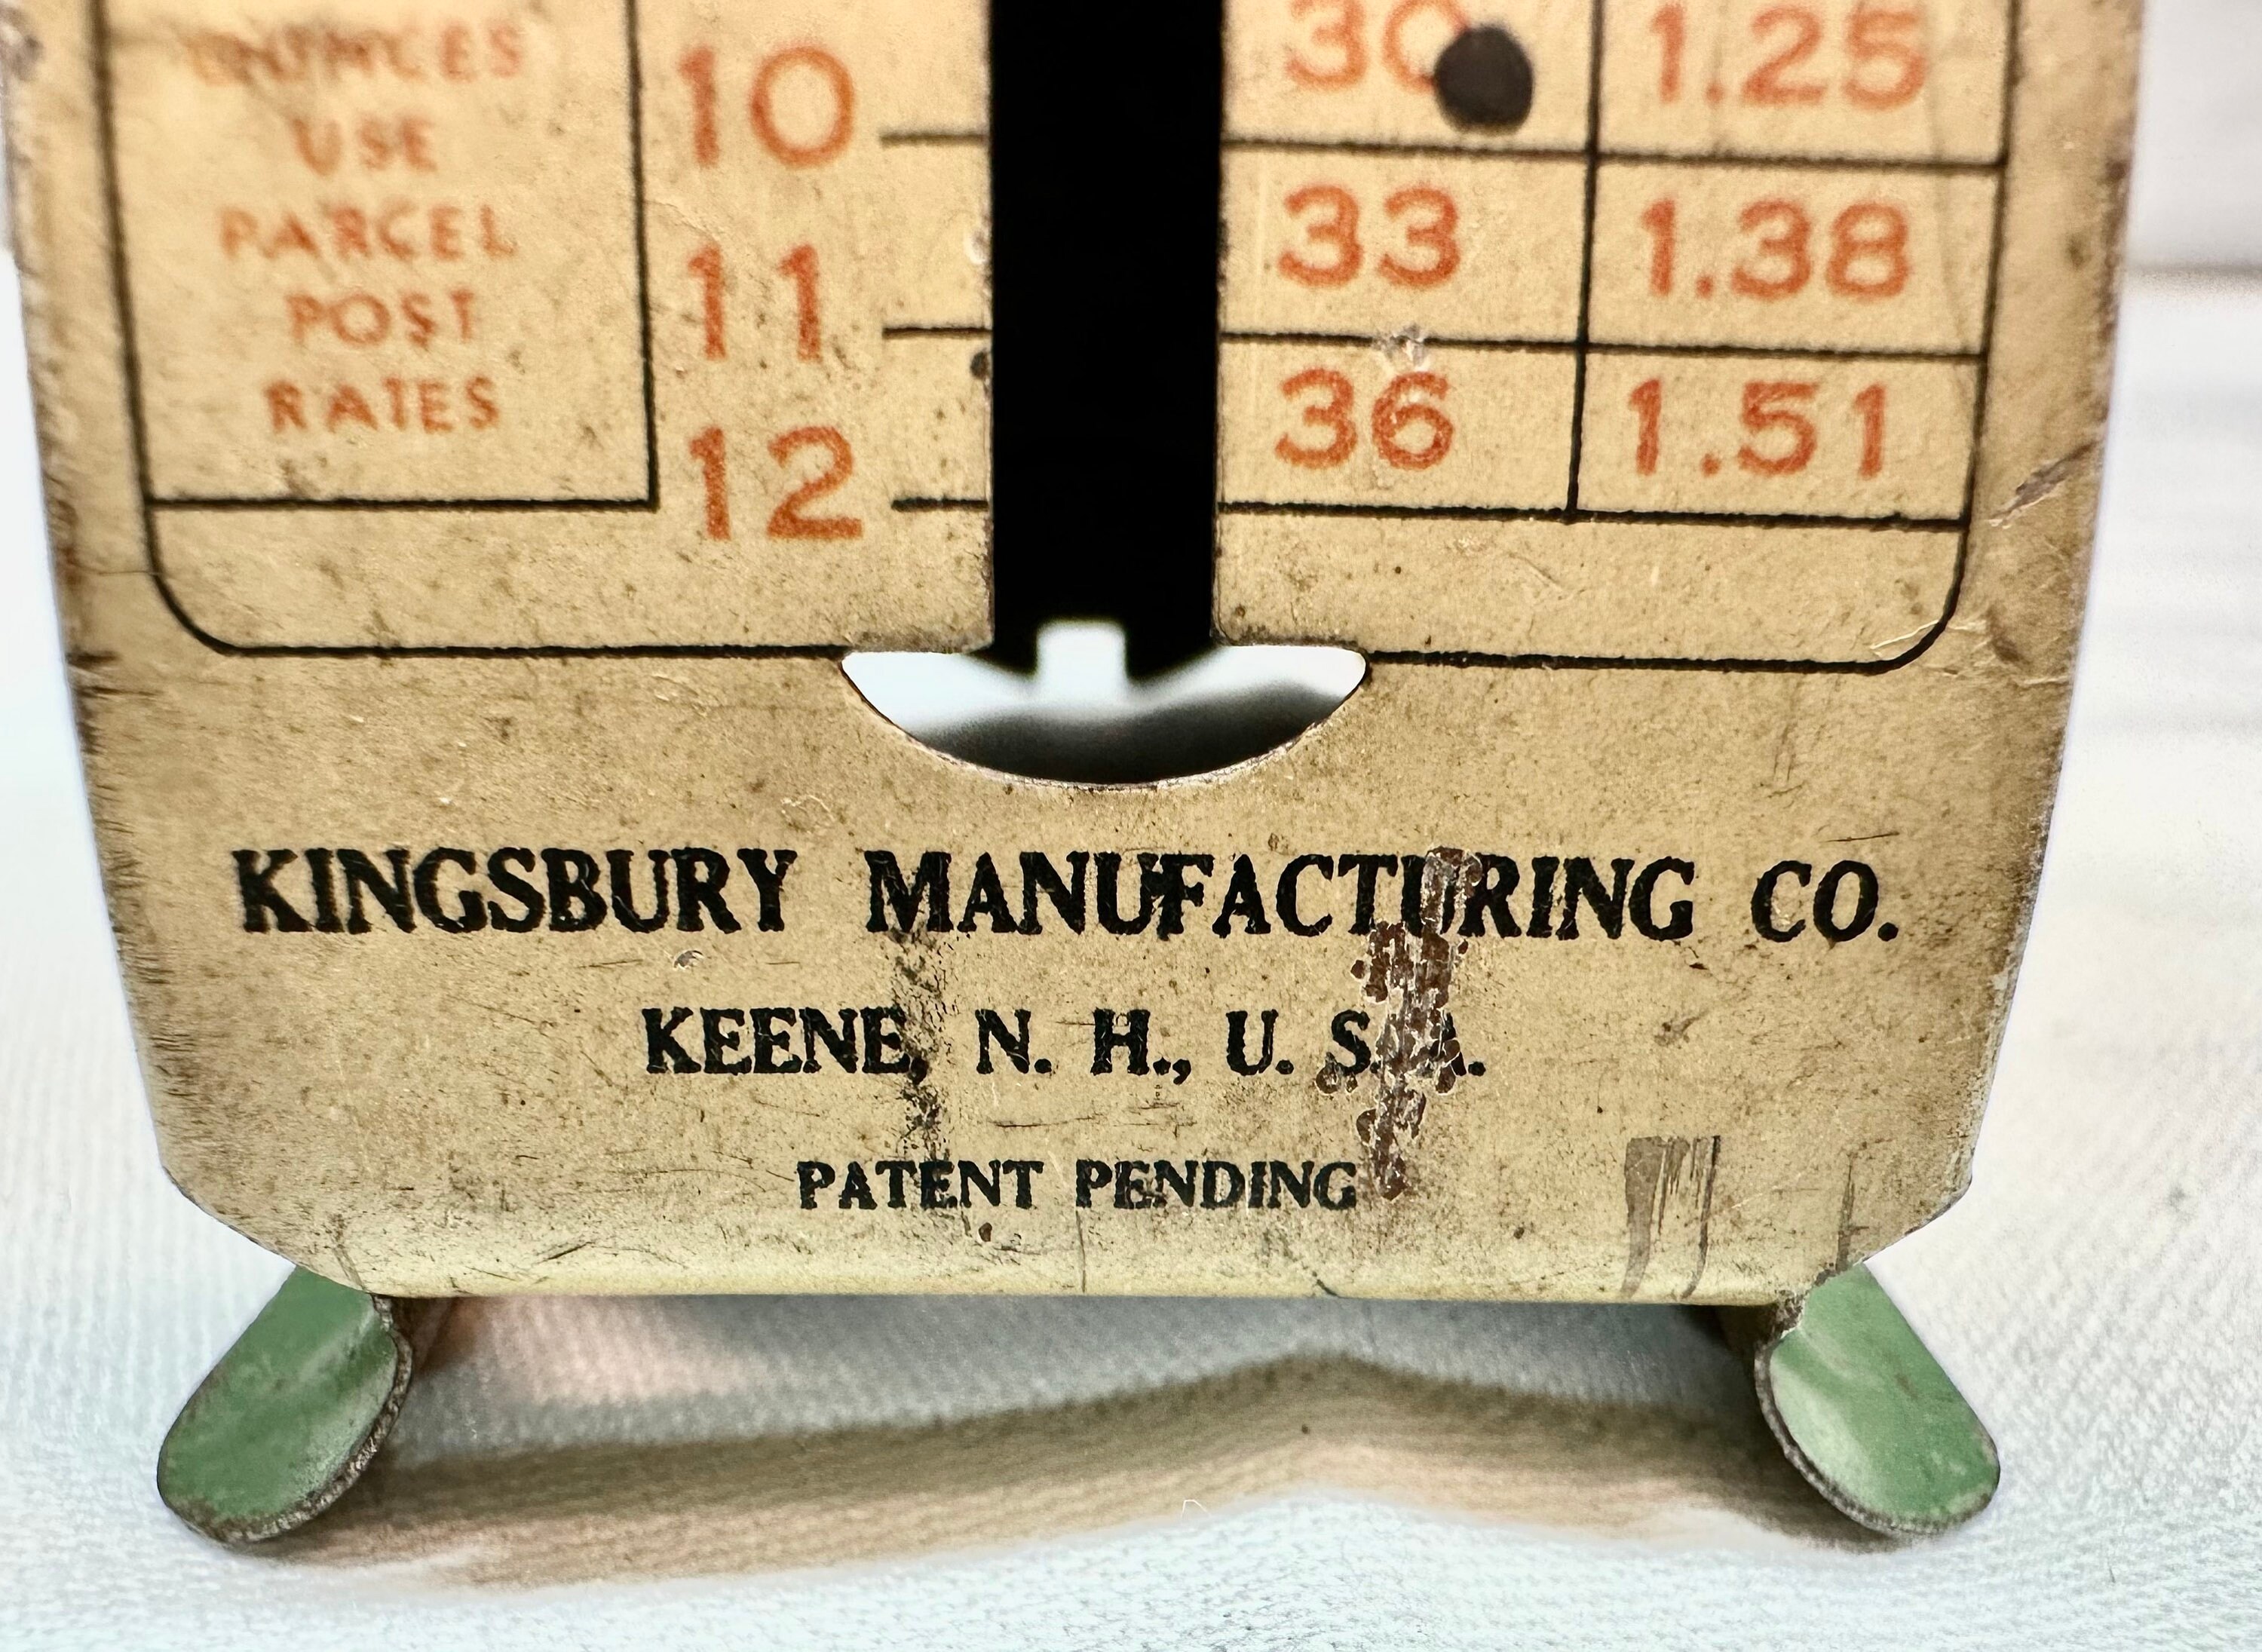 OUNCES
USE
PARCEL
POST
RATES
10 30 1.25
11 33 1.38
12 36 1.51
KINGSBURY MANUFACTURING CO.
KEENE, N. H., U. S. A.
PATENT PENDING